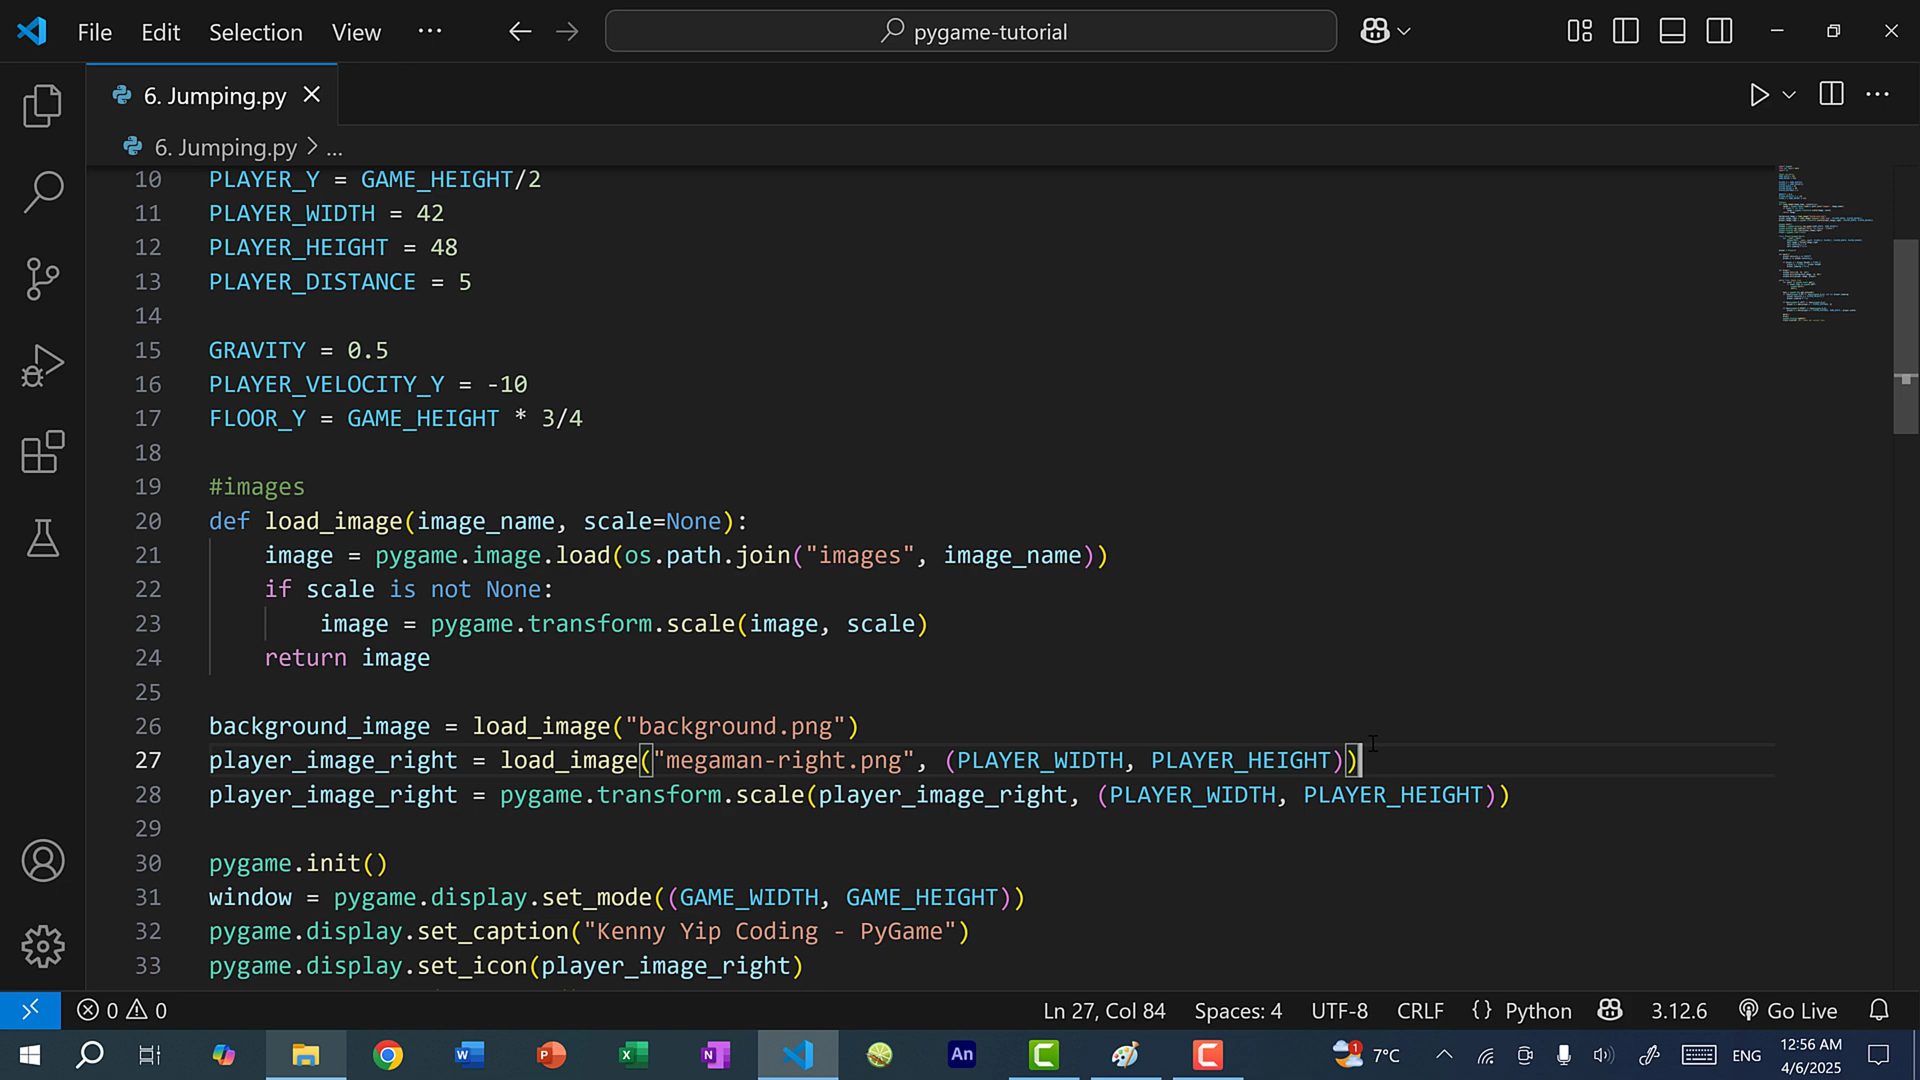 File Edit Selection View ··· pygame-tutorial
6. Jumping.py
6. Jumping.py > ...
10 PLAYER_Y = GAME_HEIGHT/2
11 PLAYER_WIDTH = 42
12 PLAYER_HEIGHT = 48
13 PLAYER_DISTANCE = 5
14
15 GRAVITY = 0.5
16 PLAYER_VELOCITY_Y = -10
17 FLOOR_Y = GAME_HEIGHT * 3/4
18
19 #images
20 def load_image(image_name, scale=None):
21 image = pygame.image.load(os.path.join("images", image_name))
22 if scale is not None:
23 image = pygame.transform.scale(image, scale)
24 return image
25
26 background_image = load_image("background.png")
27 player_image_right = load_image("megaman-right.png", (PLAYER_WIDTH, PLAYER_HEIGHT))
28 player_image_right = pygame.transform.scale(player_image_right, (PLAYER_WIDTH, PLAYER_HEIGHT))
29
30 pygame.init()
31 window = pygame.display.set_mode((GAME_WIDTH, GAME_HEIGHT))
32 pygame.display.set_caption("Kenny Yip Coding - PyGame")
33 pygame.display.set_icon(player_image_right)
0 0 Ln 27, Col 84 Spaces: 4 UTF-8 CRLF {} Python 3.12.6 Go Live
An 1 7°C ENG 12:56 AM
4/6/2025